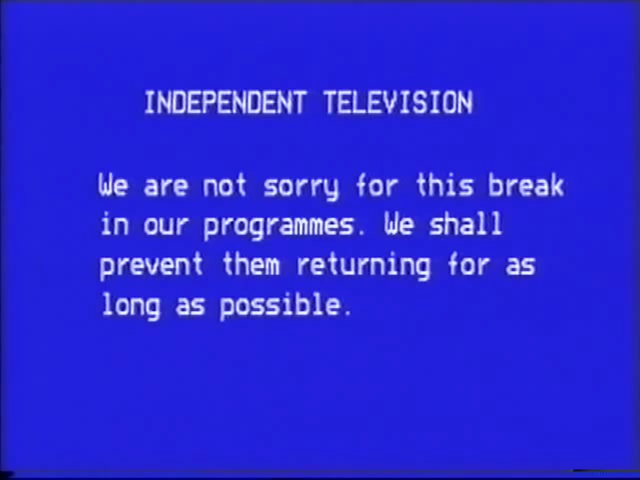 INDEPENDENT TELEVISION
We are not sorry for this break
in our programmes. We shall
prevent them returning for as
long as possible.